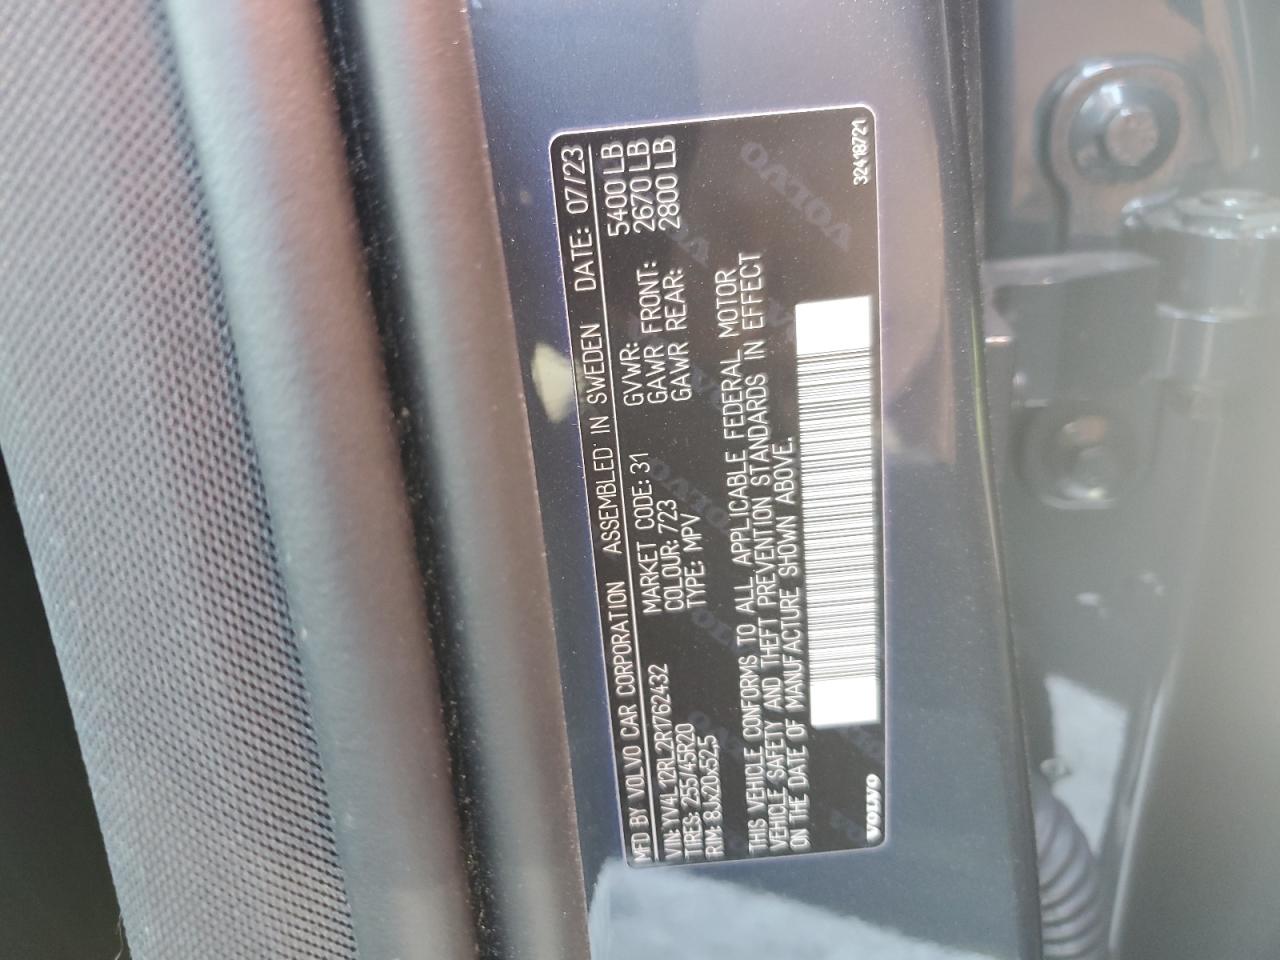 MFD BY VOLVO CAR CORPORATION ASSEMBLED IN SWEDEN DATE: 07/23
VIN: YV4L12RL2R1762432 MARKET CODE: 31 GVWR: 5400 LB
TIRES: 255/45R20 COLOUR: 723 GAWR FRONT: 2670 LB
RIM: 8Jx20x52,5 TYPE: MPV GAWR REAR: 2800 LB
THIS VEHICLE CONFORMS TO ALL APPLICABLE FEDERAL MOTOR
VEHICLE SAFETY AND THEFT PREVENTION STANDARDS IN EFFECT
ON THE DATE OF MANUFACTURE SHOWN ABOVE.
VOLVO 32418721